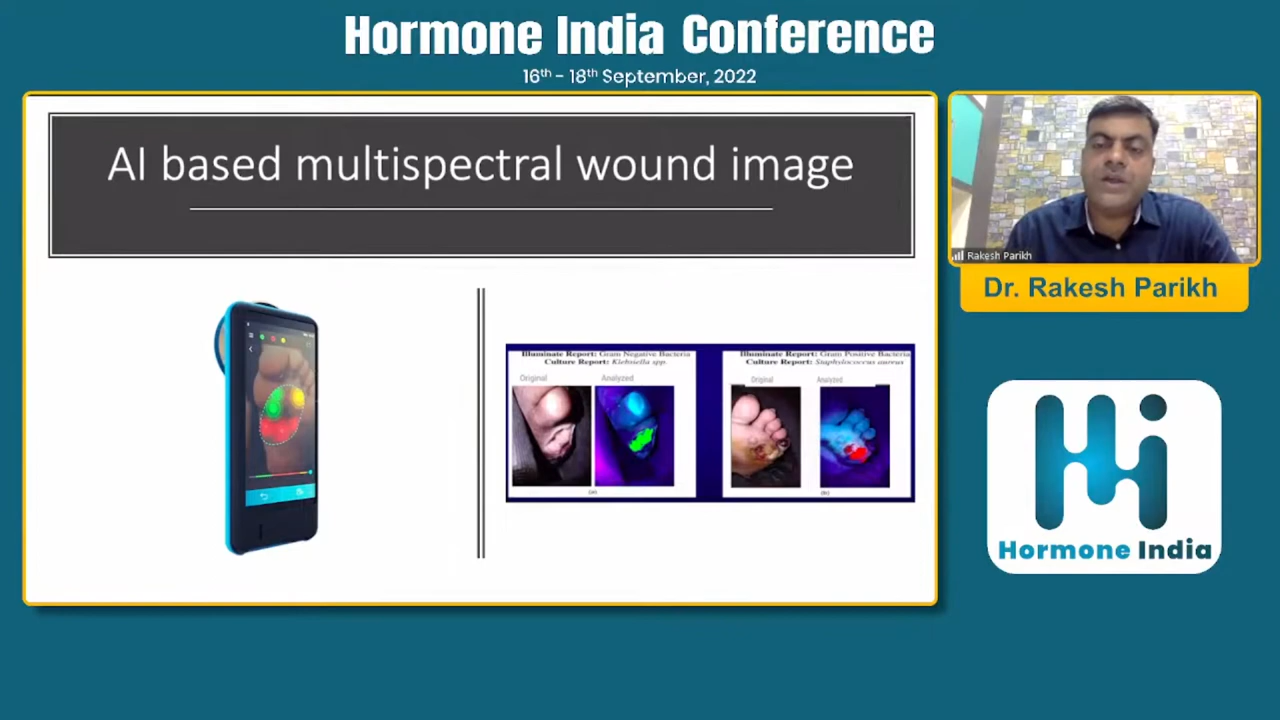 Hormone India Conference
16th - 18th September, 2022
AI based multispectral wound image
Illuminate Report: Gram Negative Bacteria
Culture Report: Klebsiella spp.
Original
Analyzed
(a)
Illuminate Report: Gram Positive Bacteria
Culture Report: Staphylococcus aureus
Original
Analyzed
(b)
Rakesh Parikh
Dr. Rakesh Parikh
Hormone India